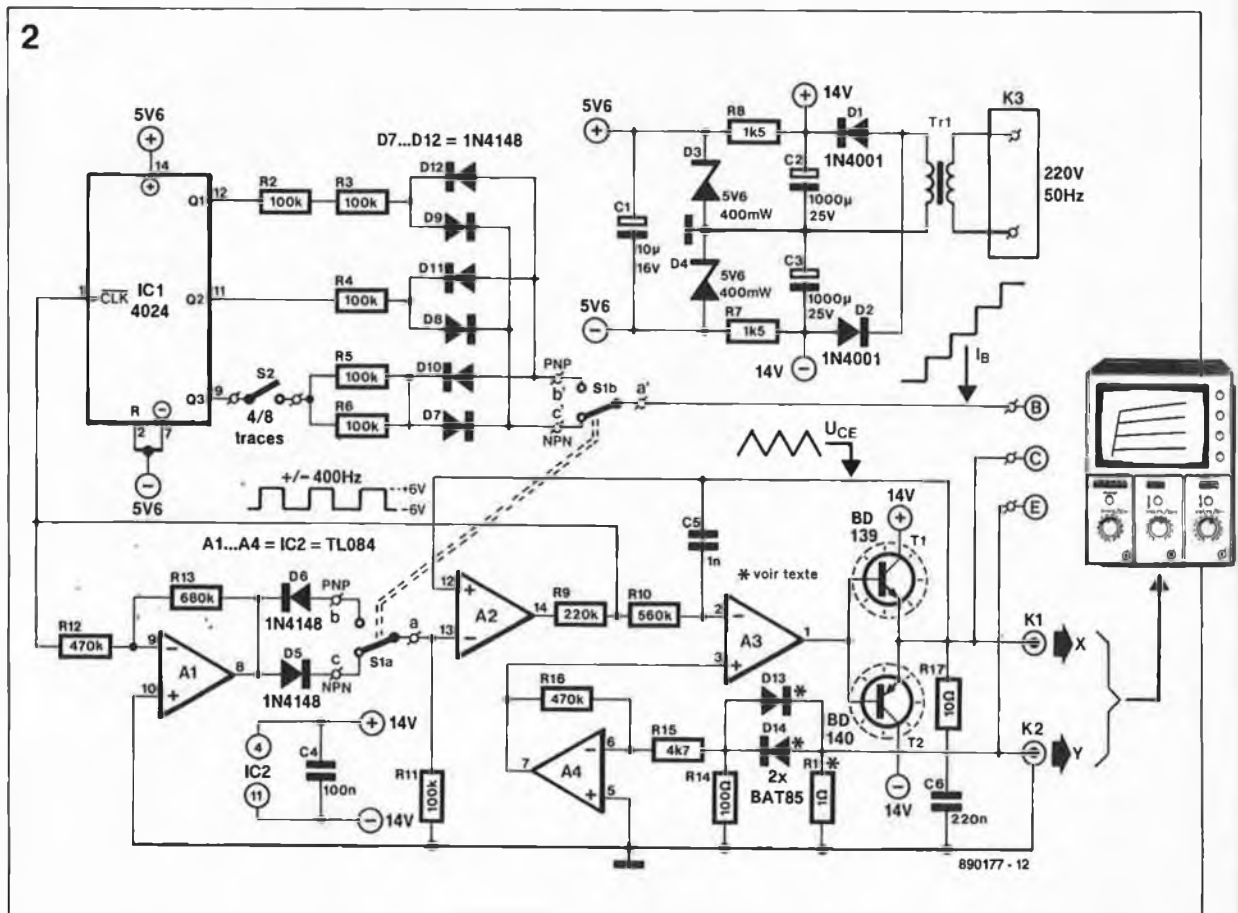 2
5V6
+
14
+
IC1
4024
CLK
1
Q1
12
Q2
11
Q3
9
R
2
7
−
−
5V6
R2
100k
R3
100k
R4
100k
R5
100k
R6
100k
S2
4/8
traces
D7...D12 = 1N4148
D12
D9
D11
D8
D10
D7
PNP
b'
c'
NPN
S1b
a'
5V6
+
5V6
−
C1
10µ
16V
R8
1k5
D3
5V6
400mW
D4
5V6
400mW
R7
1k5
+
14V
C2
1000µ
25V
C3
1000µ
25V
−
14V
D1
1N4001
D2
1N4001
Tr1
K3
220V
50Hz
IB
B
C
E
UCE
+/− 400Hz
+6V
−6V
A1...A4 = IC2 = TL084
R13
680k
R12
470k
9
−
10
+
A1
8
D6
1N4148
D5
1N4148
PNP
b
c
NPN
S1a
a
4
IC2
11
C4
100n
+
14V
−
14V
R11
100k
12
+
13
−
A2
14
R9
220k
R10
560k
C5
1n
* voir texte
2
−
3
+
A3
1
R16
470k
A4
7
6
−
5
+
R15
4k7
R14
100Ω
D13
*
D14
*
2x
BAT85
R1
*
1Ω
14V
+
BD
139
T1
BD
140
T2
−
14V
R17
10Ω
C6
220n
K1
X
K2
Y
890177 - 12